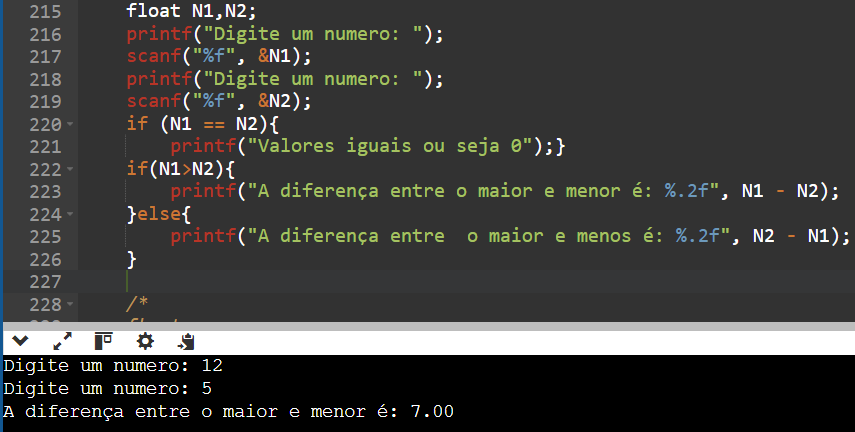 215 float N1,N2;
216 printf("Digite um numero: ");
217 scanf("%f", &N1);
218 printf("Digite um numero: ");
219 scanf("%f", &N2);
220 if (N1 == N2){
221 printf("Valores iguais ou seja 0");}
222 if(N1>N2){
223 printf("A diferença entre o maior e menor é: %.2f", N1 - N2);
224 }else{
225 printf("A diferença entre  o maior e menos é: %.2f", N2 - N1);
226 }
227
228 /*
Digite um numero: 12
Digite um numero: 5
A diferença entre o maior e menor é: 7.00